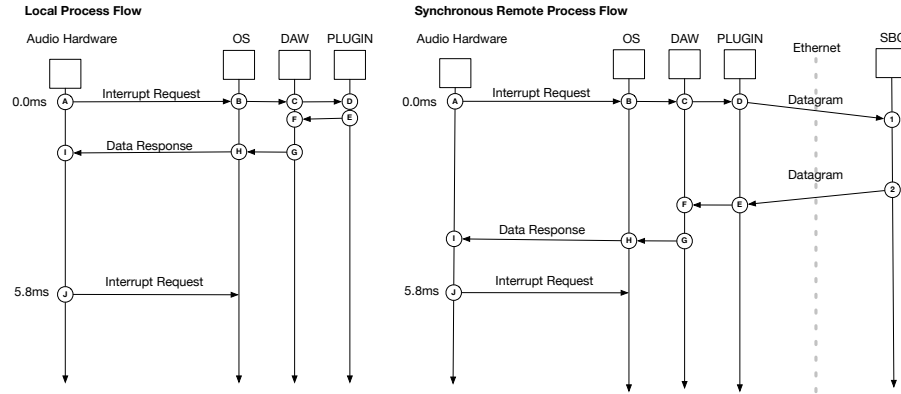 Local Process Flow
Audio Hardware OS DAW PLUGIN
0.0ms A Interrupt Request B C D
F E
I Data Response H G
5.8ms J Interrupt Request
Synchronous Remote Process Flow
Audio Hardware OS DAW PLUGIN Ethernet SBC
0.0ms A Interrupt Request B C D Datagram
1
Datagram
2
F E
I Data Response H G
5.8ms J Interrupt Request